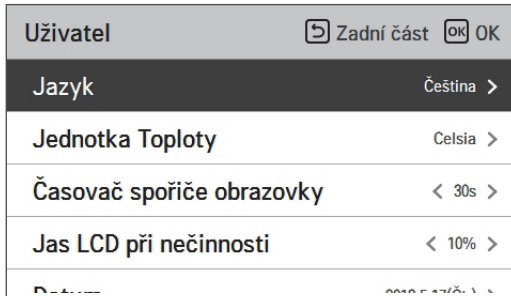 Uživatel Zadní část OK OK
Jazyk Čeština >
Jednotka Toploty Celsia >
Časovač spořiče obrazovky < 30s >
Jas LCD při nečinnosti < 10% >
Datum